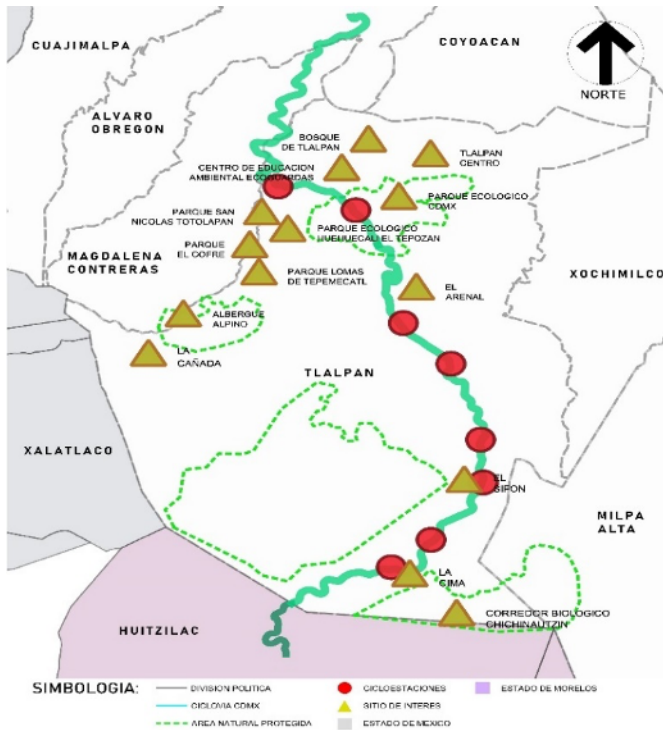 CUAJIMALPA
COYOACAN
NORTE
ALVARO
OBREGON
BOSQUE
DE TLALPAN
TLALPAN
CENTRO
CENTRO DE EDUCACION
AMBIENTAL ECOGUARDAS
PARQUE ECOLOGICO
CDMX
PARQUE SAN
NICOLAS TOTOLAPAN
PARQUE ECOLOGICO
HUEHUECALI EL TEPOZAN
PARQUE
EL COFRE
MAGDALENA
CONTRERAS
XOCHIMILCO
PARQUE LOMAS
DE TEPEMECATL
EL
ARENAL
ALBERGUE
ALPINO
LA
CAÑADA
TLALPAN
XALATLACO
EL
GIFON
MILPA
ALTA
LA
CIMA
CORREDOR BIOLOGICO
CHICHINAUTZIN
HUITZILAC
SIMBOLOGIA:
DIVISION POLITICA
CICLOESTACIONES
ESTADO DE MORELOS
CICLOVIA CDMX
SITIO DE INTERES
AREA NATURAL PROTEGIDA
ESTADO DE MEXICO